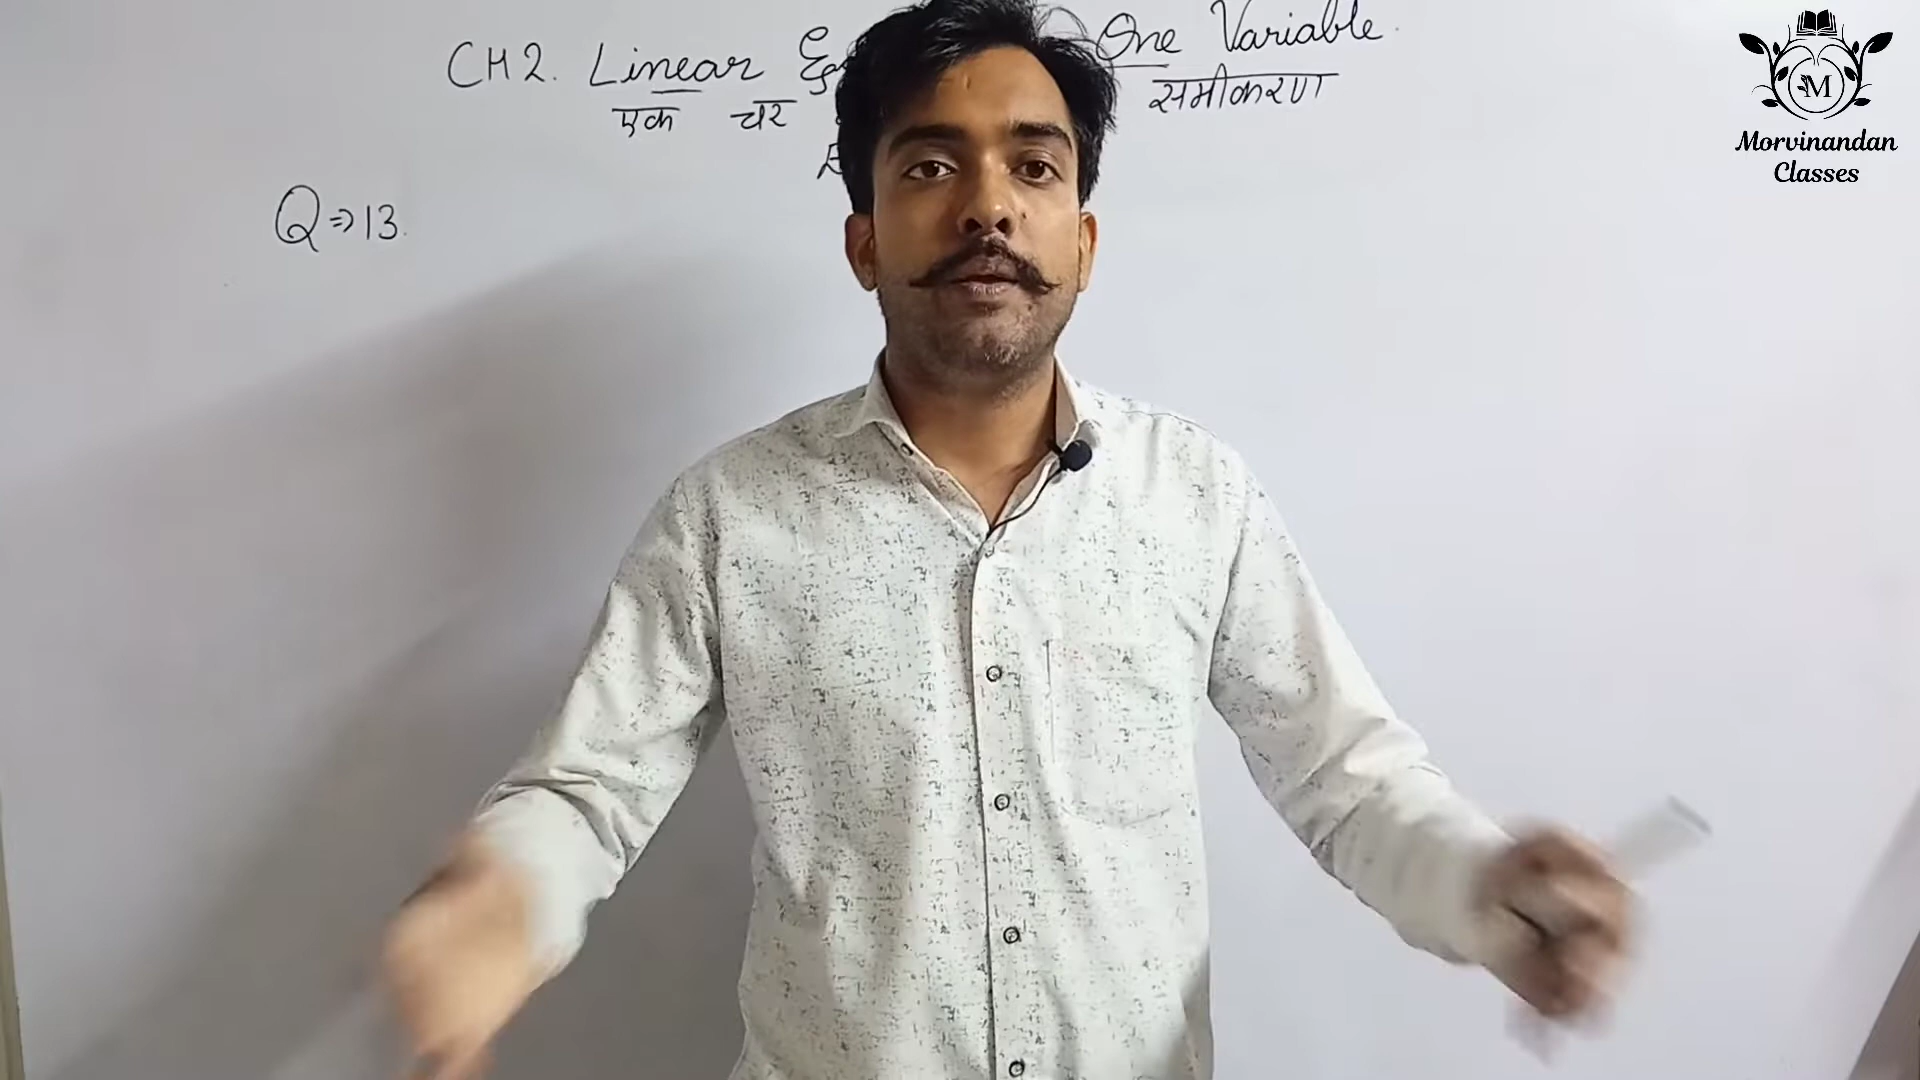 CH2. Linear One Variable.
एक चर समीकरण
Q⇒13.
M
Morvinandan
Classes